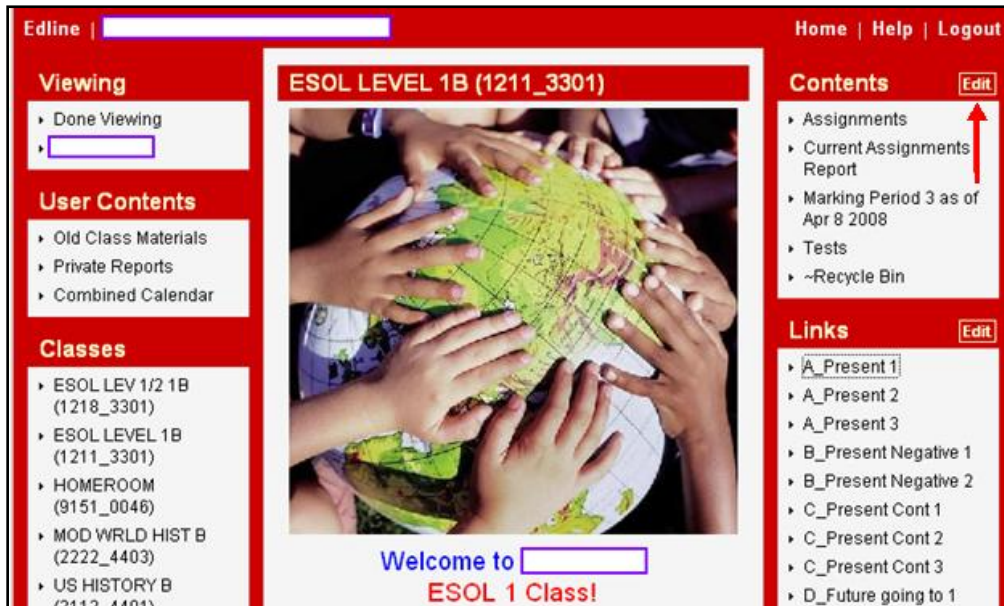 Edline |
Home | Help | Logout
Viewing
Done Viewing
User Contents
Old Class Materials
Private Reports
Combined Calendar
Classes
ESOL LEV 1/2 1B
(1218_3301)
ESOL LEVEL 1B
(1211_3301)
HOMEROOM
(9151_0046)
MOD WRLD HIST B
(2222_4403)
US HISTORY B
ESOL LEVEL 1B (1211_3301)
Welcome to
ESOL 1 Class!
Contents Edit
Assignments
Current Assignments
Report
Marking Period 3 as of
Apr 8 2008
Tests
~Recycle Bin
Links Edit
A_Present 1
A_Present 2
A_Present 3
B_Present Negative 1
B_Present Negative 2
C_Present Cont 1
C_Present Cont 2
C_Present Cont 3
D_Future going to 1